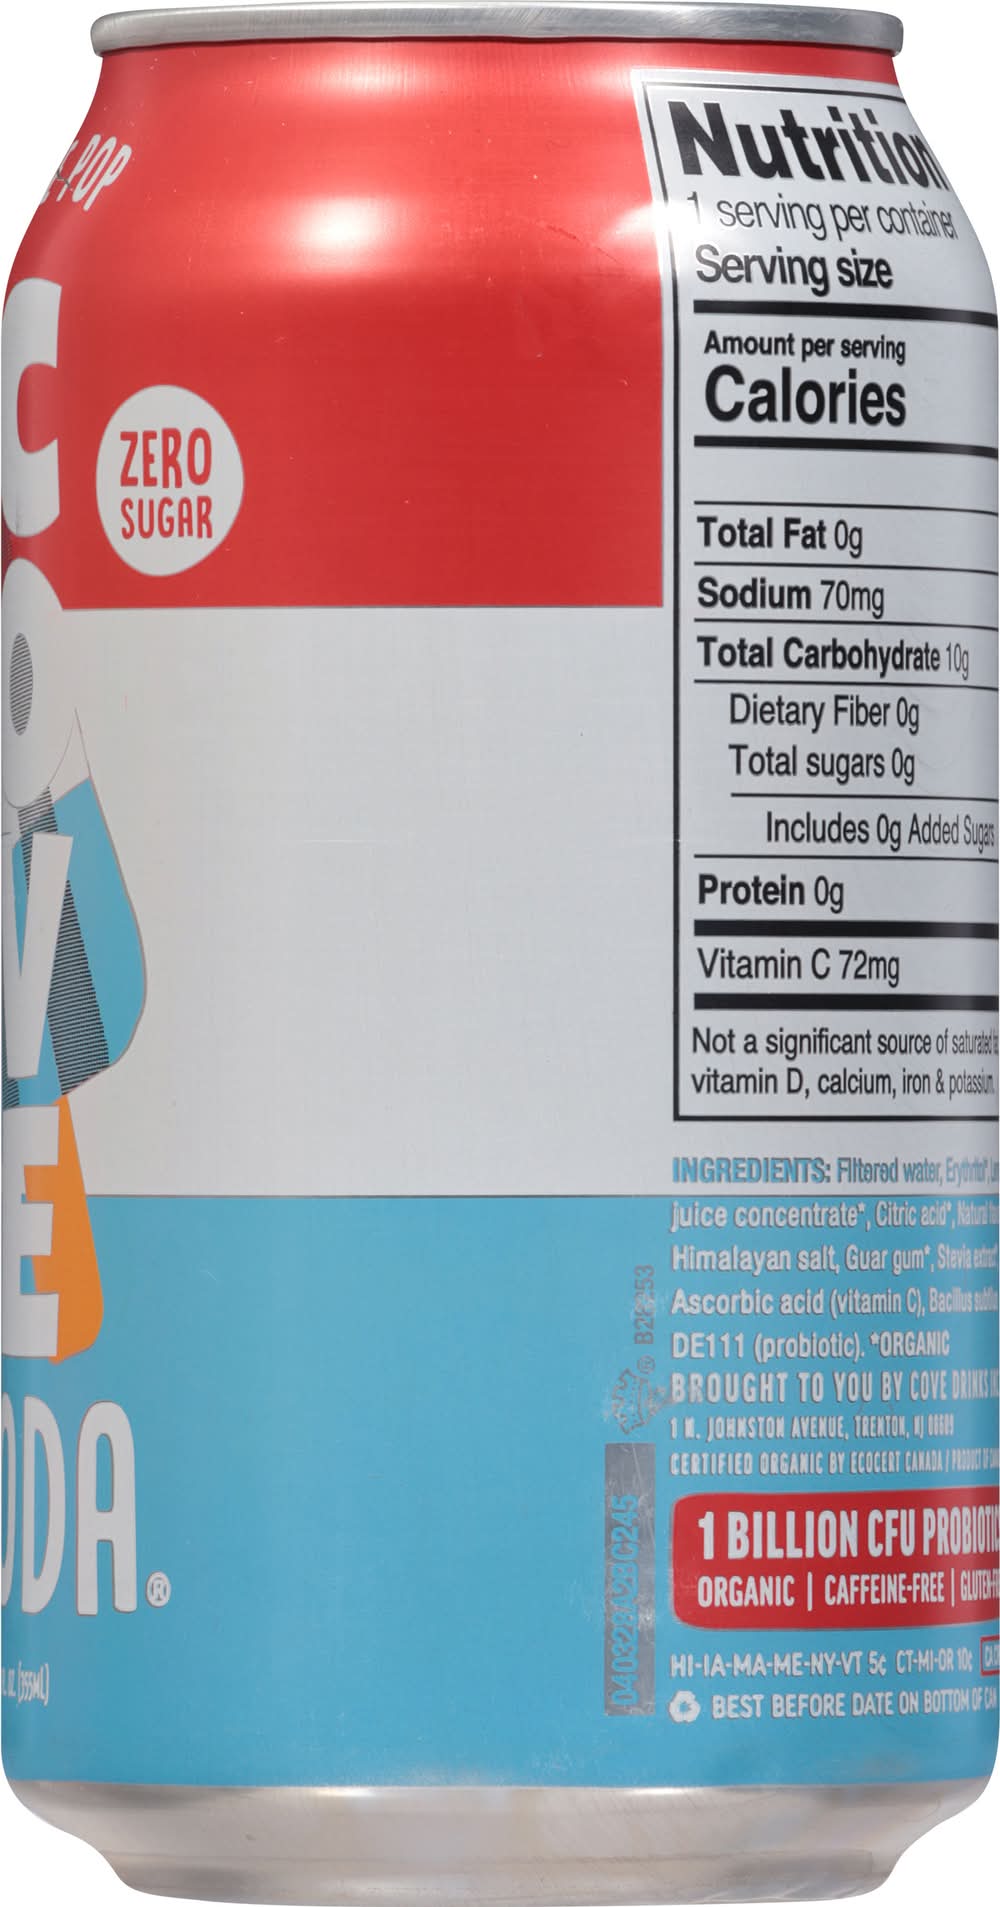 POP
C
O
V
E
ODA®
(355ML)
ZERO
SUGAR
Nutrition
1 serving per container
Serving size
Amount per serving
Calories
Total Fat 0g
Sodium 70mg
Total Carbohydrate 10g
Dietary Fiber 0g
Total sugars 0g
Includes 0g Added Sugars
Protein 0g
Vitamin C 72mg
Not a significant source of saturated
vitamin D, calcium, iron & potassium.
INGREDIENTS: Filtered water, Erythritol*,
juice concentrate*, Citric acid*, Natural
Himalayan salt, Guar gum*, Stevia extract
Ascorbic acid (vitamin C), Bacillus
DE111 (probiotic). *ORGANIC
BROUGHT TO YOU BY COVE DRINKS
1 N. JOHNSTON AVENUE, TRENTON, NJ 08609
CERTIFIED ORGANIC BY ECOCERT CANADA / PRODUCT OF
1 BILLION CFU PROBIOTIC
ORGANIC | CAFFEINE-FREE |
HI-IA-MA-ME-NY-VT 5¢ CT-MI-OR 10¢
BEST BEFORE DATE ON BOTTOM OF CAN